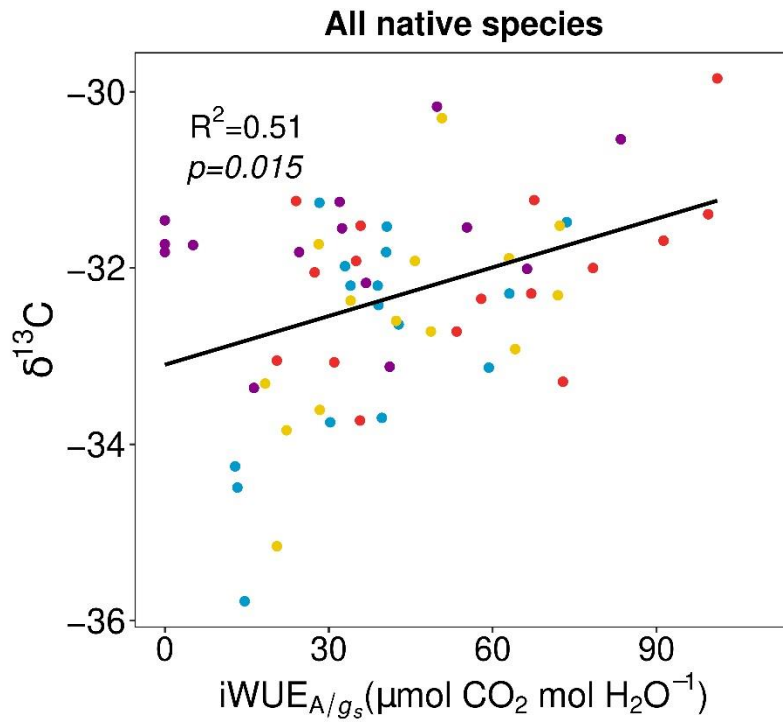 All native species
R²=0.51
p=0.015
−30
−32
−34
−36
δ¹³C
0 30 60 90
iWUE_A/gₛ(μmol CO₂ mol H₂O⁻¹)